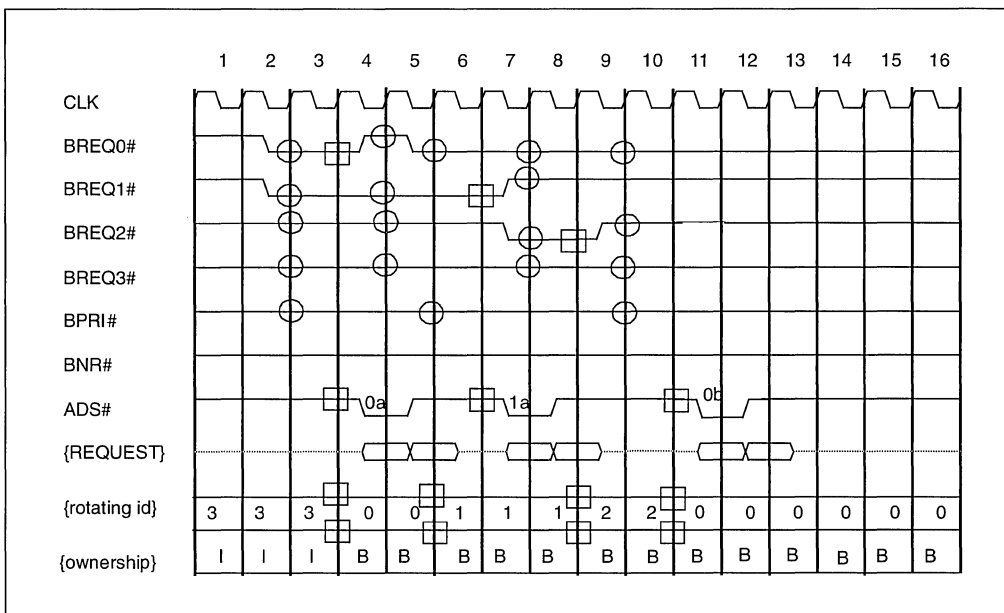 1 2 3 4 5 6 7 8 9 10 11 12 13 14 15 16
CLK
BREQ0#
BREQ1#
BREQ2#
BREQ3#
BPRI#
BNR#
ADS# 0a 1a 0b
{REQUEST}
{rotating id} 3 3 3 0 0 1 1 1 2 2 0 0 0 0 0 0
{ownership} I I I B B B B B B B B B B B B B